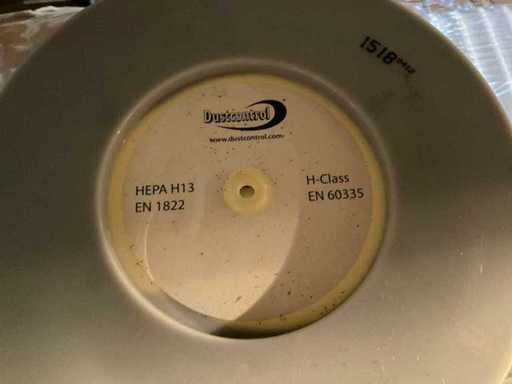 1518
Dustcontrol
www.dustcontrol.com
HEPA H13
EN 1822
H-Class
EN 60335